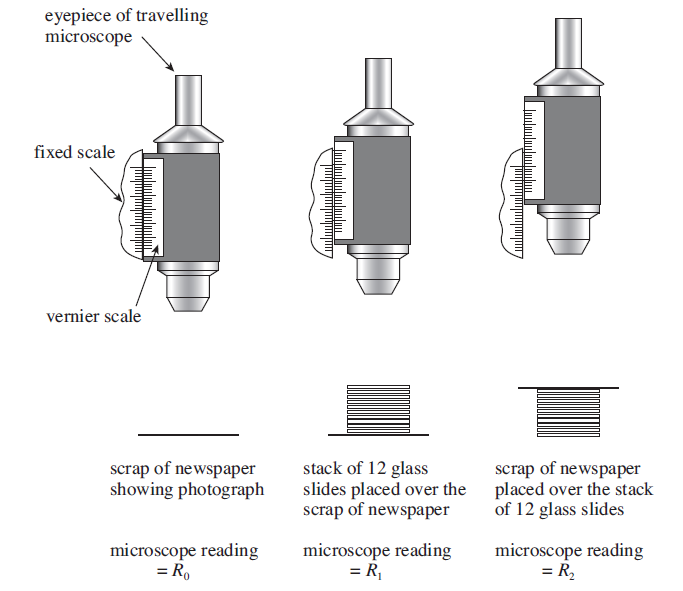 eyepiece of travelling
microscope
fixed scale
vernier scale
scrap of newspaper
showing photograph
microscope reading
= R₀
stack of 12 glass
slides placed over the
scrap of newspaper
microscope reading
= R₁
scrap of newspaper
placed over the stack
of 12 glass slides
microscope reading
= R₂